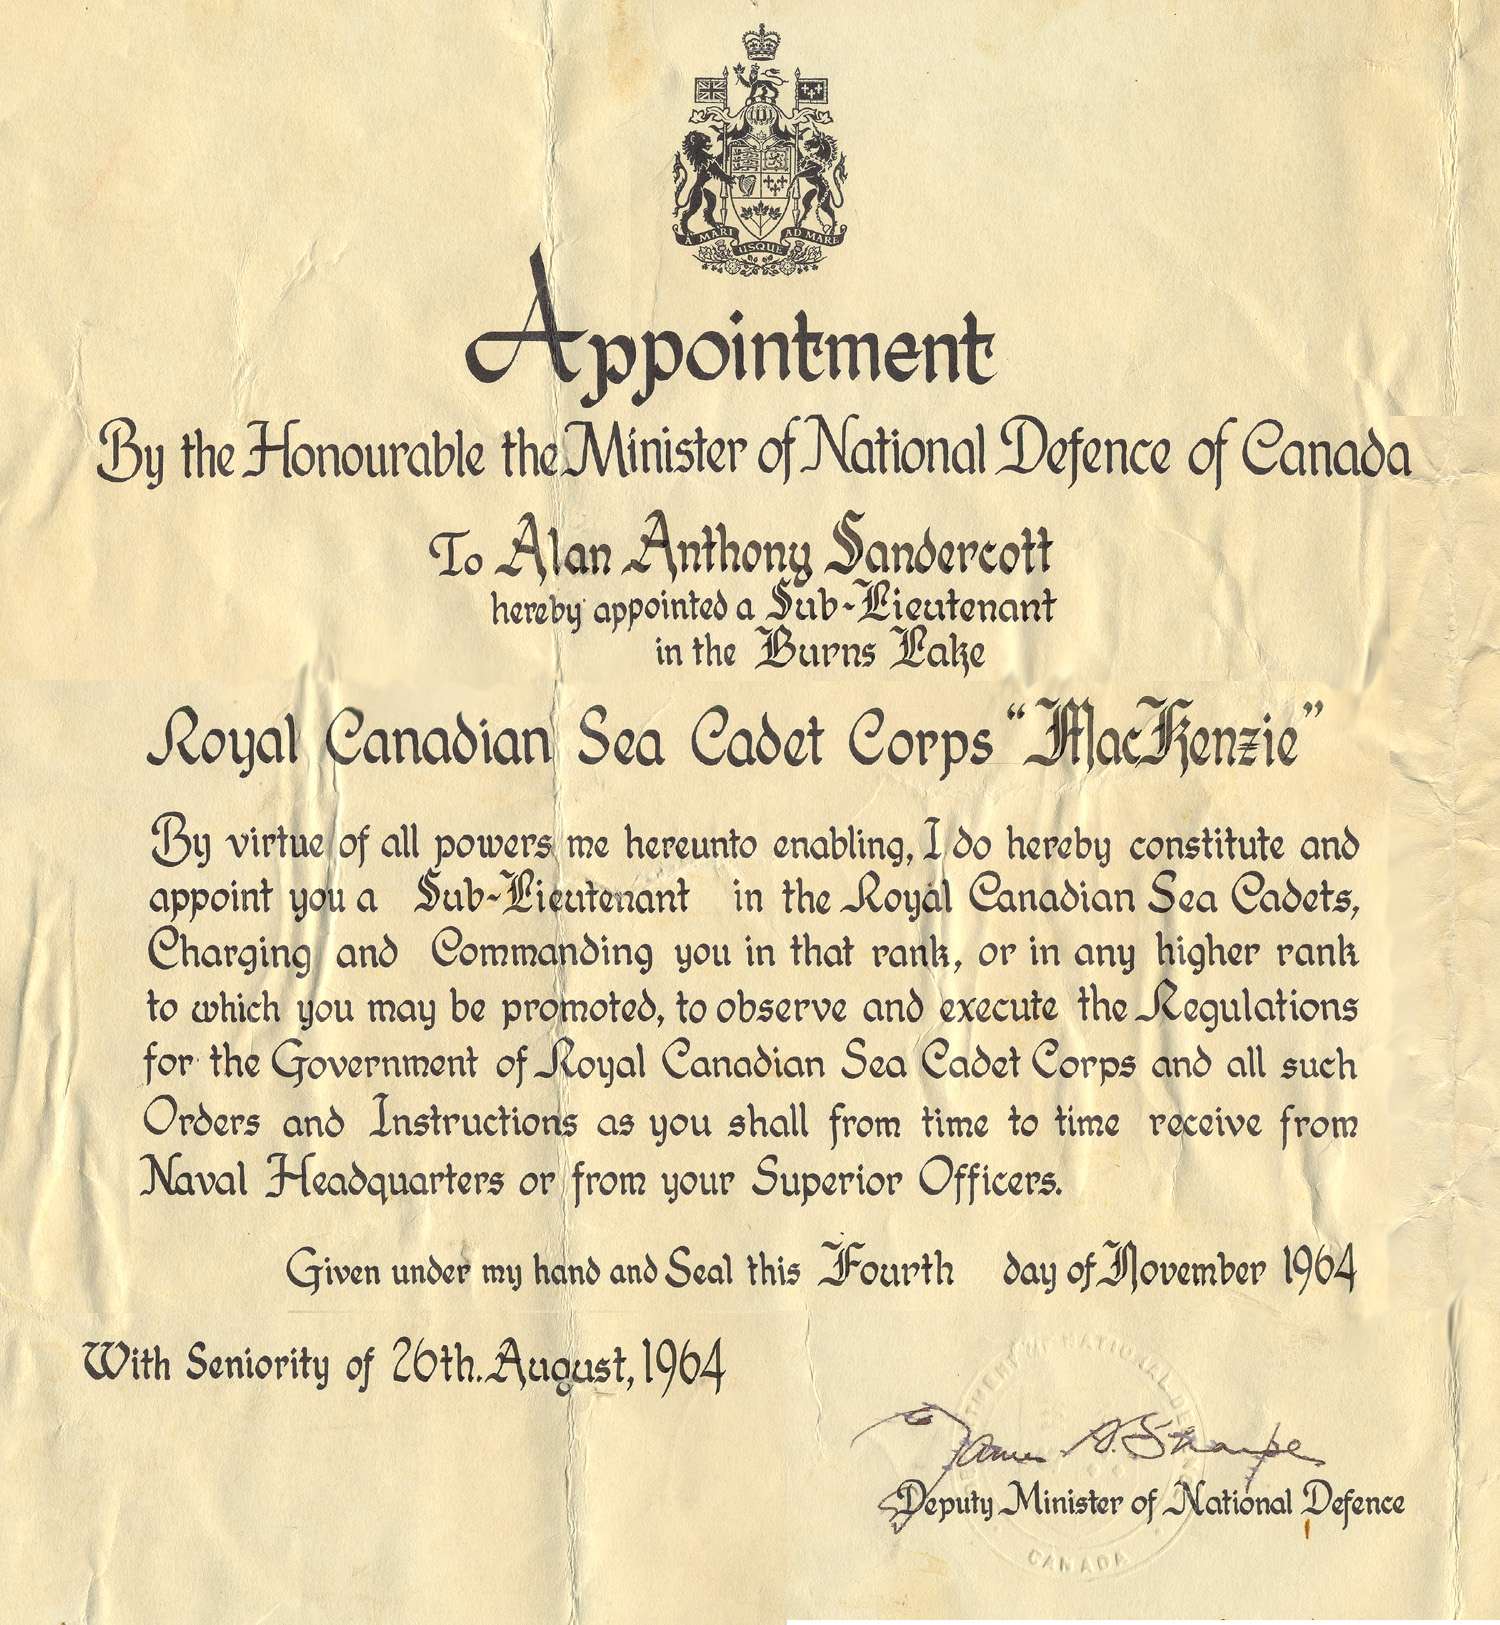 A MARI USQUE AD MARE
Appointment
By the Honourable the Minister of National Defence of Canada
To Alan Anthony Sandercott
hereby appointed a Sub-Lieutenant
in the Burns Lake
Royal Canadian Sea Cadet Corps "MacKenzie"
By virtue of all powers me hereunto enabling, I do hereby constitute and
appoint you a Sub-Lieutenant in the Royal Canadian Sea Cadets,
Charging and Commanding you in that rank, or in any higher rank
to which you may be promoted, to observe and execute the Regulations
for the Government of Royal Canadian Sea Cadet Corps and all such
Orders and Instructions as you shall from time to time receive from
Naval Headquarters or from your Superior Officers.
Given under my hand and Seal this Fourth day of November 1964
With Seniority of 26th. August, 1964
James A. Sharpe
Deputy Minister of National Defence
CANADA